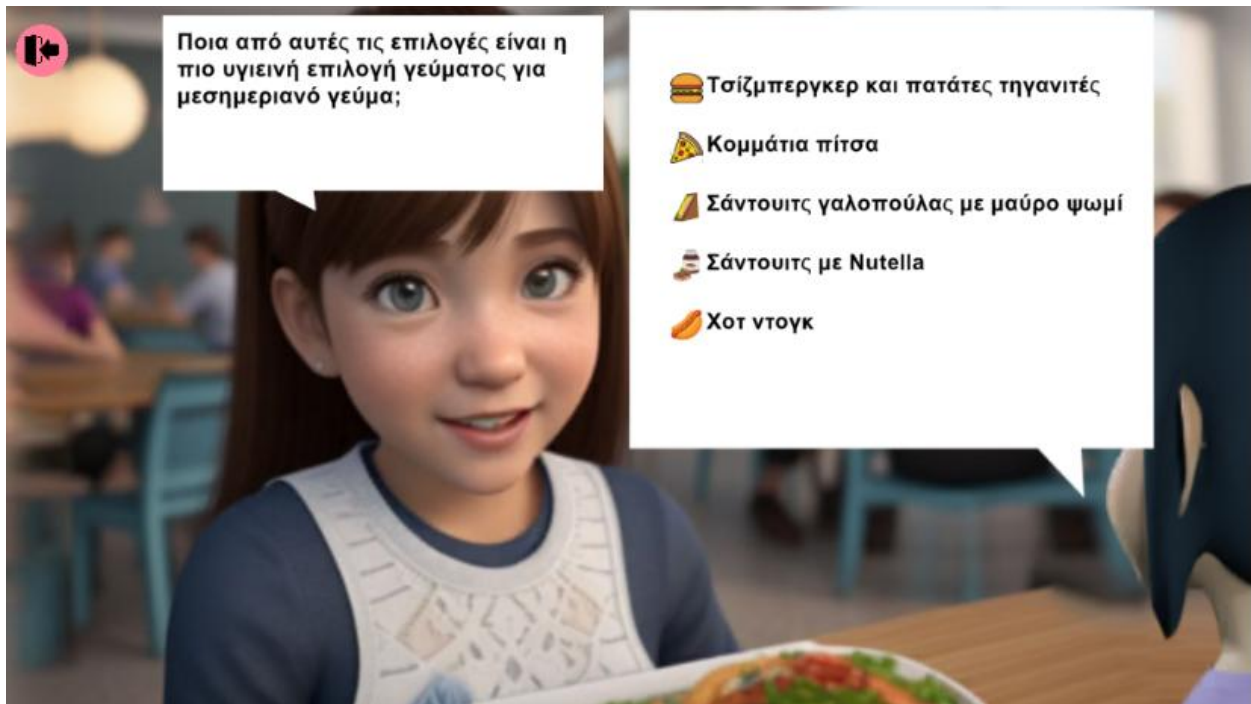 Ποια από αυτές τις επιλογές είναι η
πιο υγιεινή επιλογή γεύματος για
μεσημεριανό γεύμα;
Τσίζμπεργκερ και πατάτες τηγανιτές
Κομμάτια πίτσα
Σάντουιτς γαλοπούλας με μαύρο ψωμί
Σάντουιτς με Nutella
Χοτ ντογκ